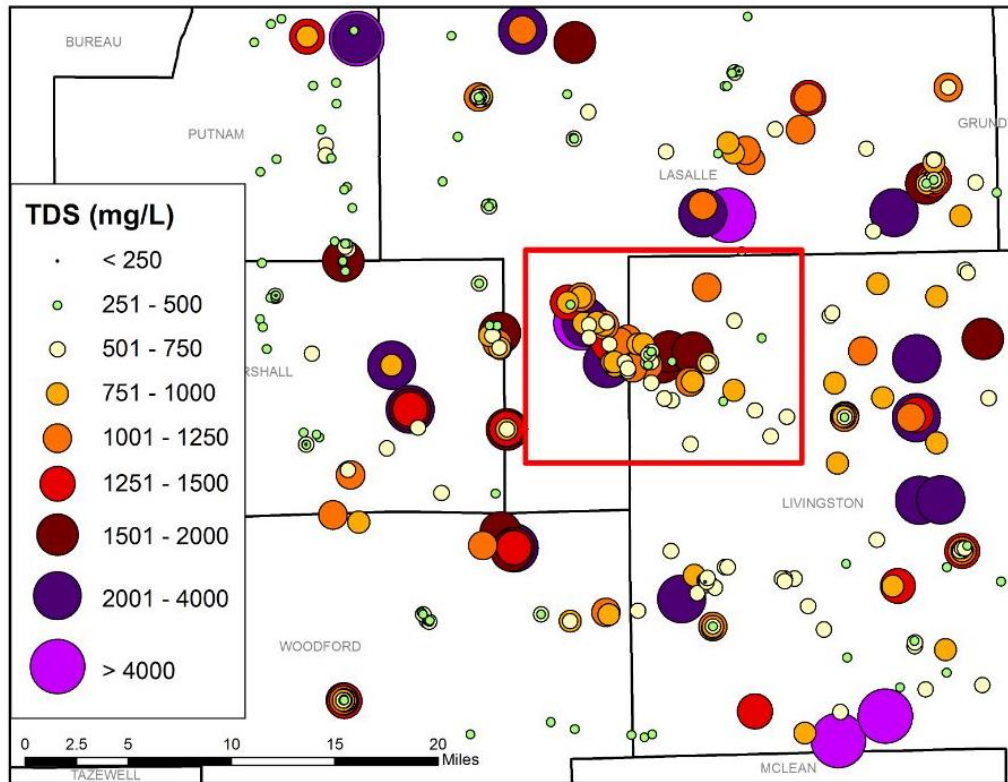 BUREAU
PUTNAM
GRUNDY
LASALLE
TDS (mg/L)
< 250
251 - 500
501 - 750
751 - 1000
1001 - 1250
1251 - 1500
1501 - 2000
2001 - 4000
> 4000
RSHALL
LIVINGSTON
WOODFORD
0 2.5 5 10 15 20
Miles
TAZEWELL
MCLEAN